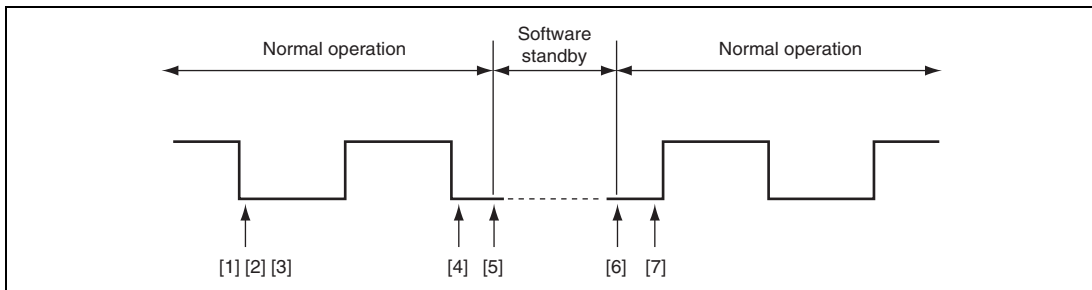 Normal operation
Software
standby
Normal operation
[1] [2] [3]
[4]
[5]
[6]
[7]